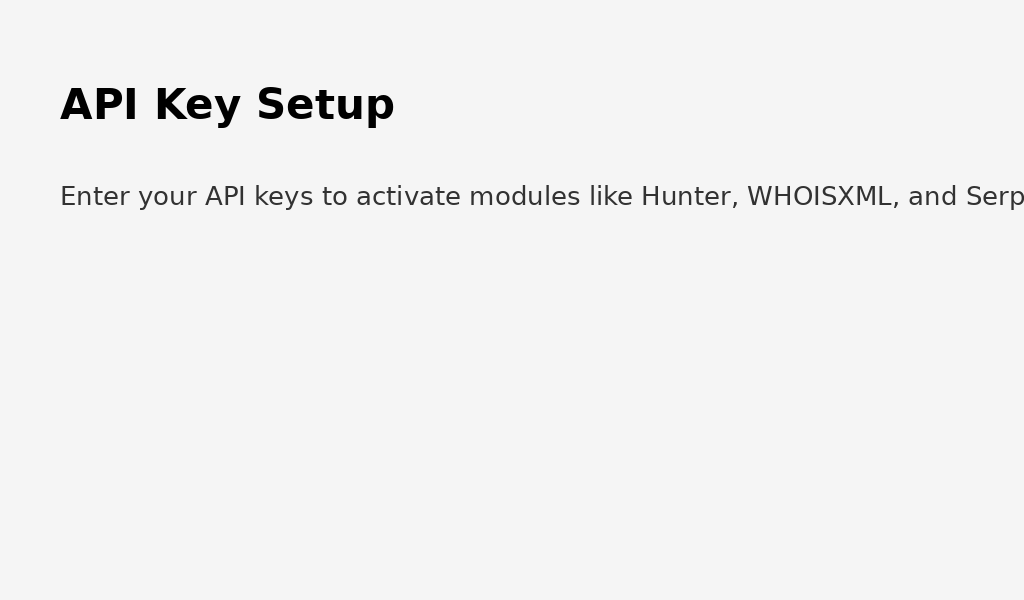 API Key Setup
Enter your API keys to activate modules like Hunter, WHOISXML, and Serp